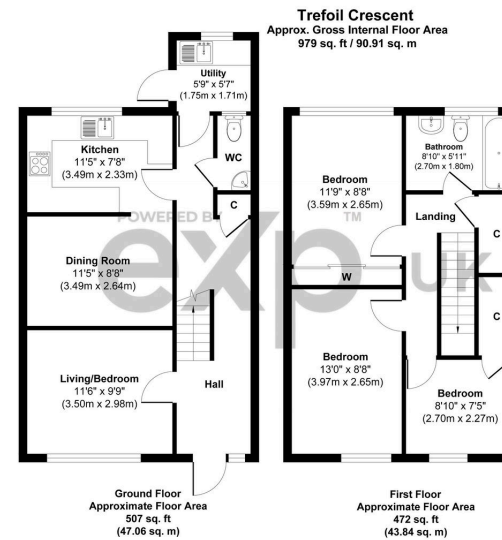 Trefoil Crescent
Approx. Gross Internal Floor Area
979 sq. ft / 90.91 sq. m
Utility
5'9" x 5'7"
(1.75m x 1.71m)
Kitchen
11'5" x 7'8"
(3.49m x 2.33m)
WC
C
Dining Room
11'5" x 8'8"
(3.49m x 2.64m)
Living/Bedroom
11'6" x 9'9"
(3.50m x 2.98m)
Hall
Ground Floor
Approximate Floor Area
507 sq. ft
(47.06 sq. m)
Bathroom
8'10" x 5'11"
(2.70m x 1.80m)
Bedroom
11'9" x 8'8"
(3.59m x 2.65m)
Landing
C
W
C
Bedroom
13'0" x 8'8"
(3.97m x 2.65m)
Bedroom
8'10" x 7'5"
(2.70m x 2.27m)
First Floor
Approximate Floor Area
472 sq. ft
(43.84 sq. m)
POWERED BY
exp UK
TM